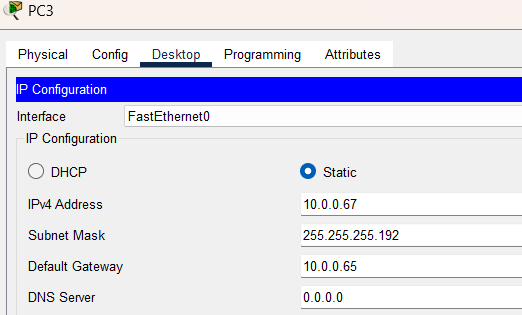 PC3
Physical Config Desktop Programming Attributes
IP Configuration
Interface FastEthernet0
IP Configuration
DHCP Static
IPv4 Address 10.0.0.67
Subnet Mask 255.255.255.192
Default Gateway 10.0.0.65
DNS Server 0.0.0.0